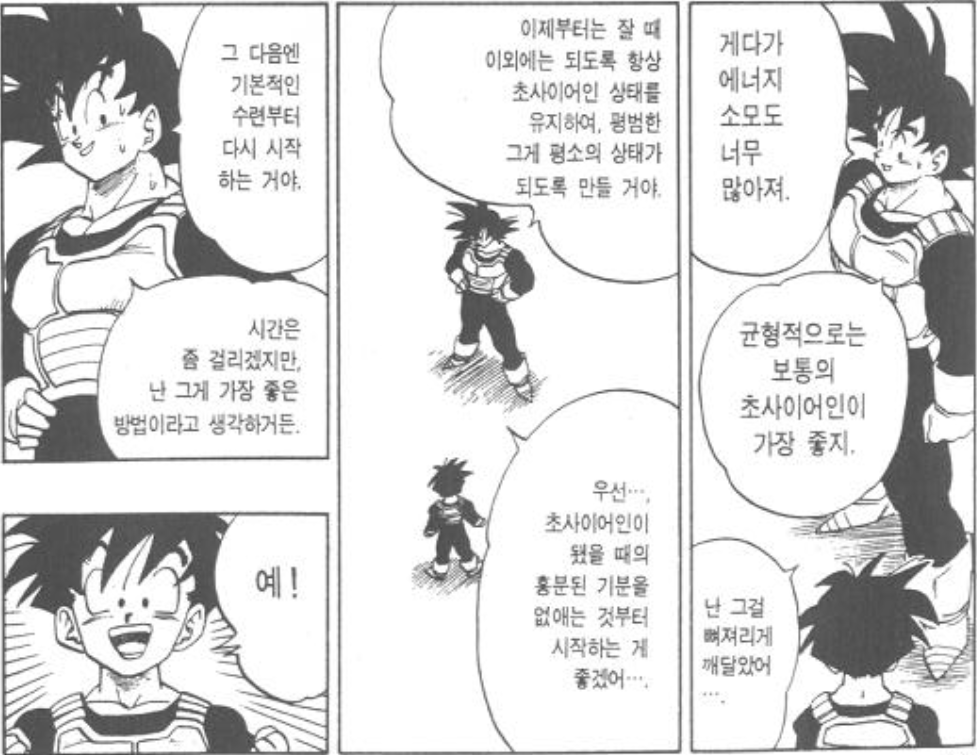 게다가
에너지
소모도
너무
많아져.
균형적으로는
보통의
초사이어인이
가장 좋지.
난 그걸
뼈저리게
깨달았어
….
이제부터는 잘 때
이외에는 되도록 항상
초사이어인 상태를
유지하여, 평범한
그게 평소의 상태가
되도록 만들 거야.
우선…,
초사이어인이
됐을 때의
흥분된 기분을
없애는 것부터
시작하는 게
좋겠어….
그 다음엔
기본적인
수련부터
다시 시작
하는 거야.
시간은
좀 걸리겠지만,
난 그게 가장 좋은
방법이라고 생각하거든.
예!